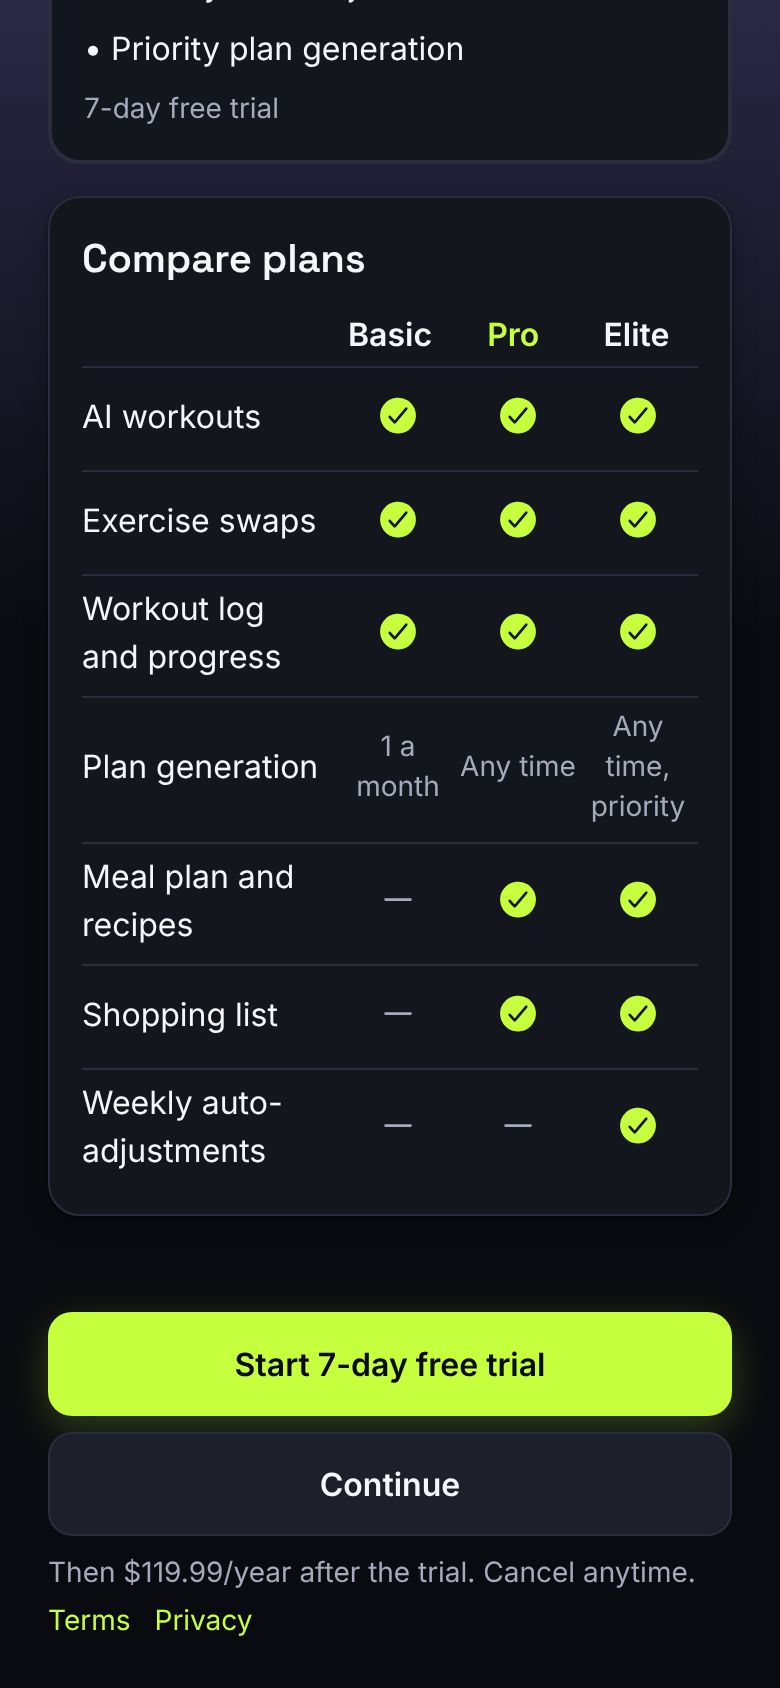 • Priority plan generation
7-day free trial
Compare plans
Basic Pro Elite
AI workouts
Exercise swaps
Workout log
and progress
Plan generation
1 a
month
Any time
Any
time,
priority
Meal plan and
recipes
—
Shopping list
—
Weekly auto-
adjustments
— —
Start 7-day free trial
Continue
Then $119.99/year after the trial. Cancel anytime.
Terms Privacy